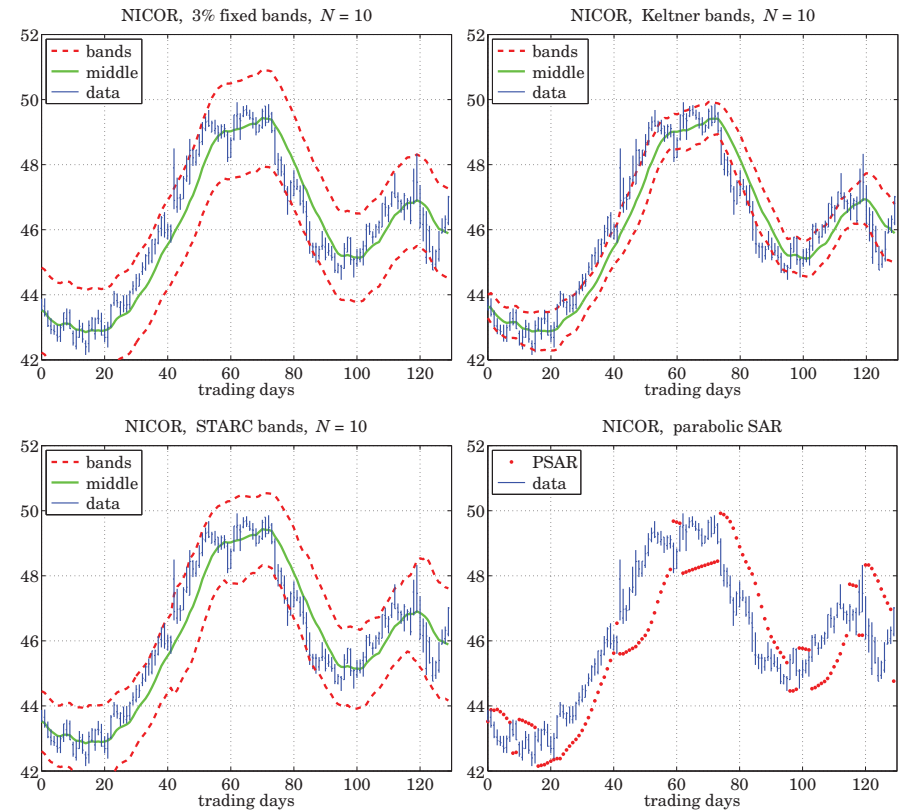 NICOR, 3% fixed bands, N = 10
52
50
48
46
44
42
bands
middle
data
0 20 40 60 80 100 120
trading days
NICOR, Keltner bands, N = 10
52
50
48
46
44
42
bands
middle
data
0 20 40 60 80 100 120
trading days
NICOR, STARC bands, N = 10
52
50
48
46
44
42
bands
middle
data
0 20 40 60 80 100 120
trading days
NICOR, parabolic SAR
52
50
48
46
44
42
PSAR
data
0 20 40 60 80 100 120
trading days